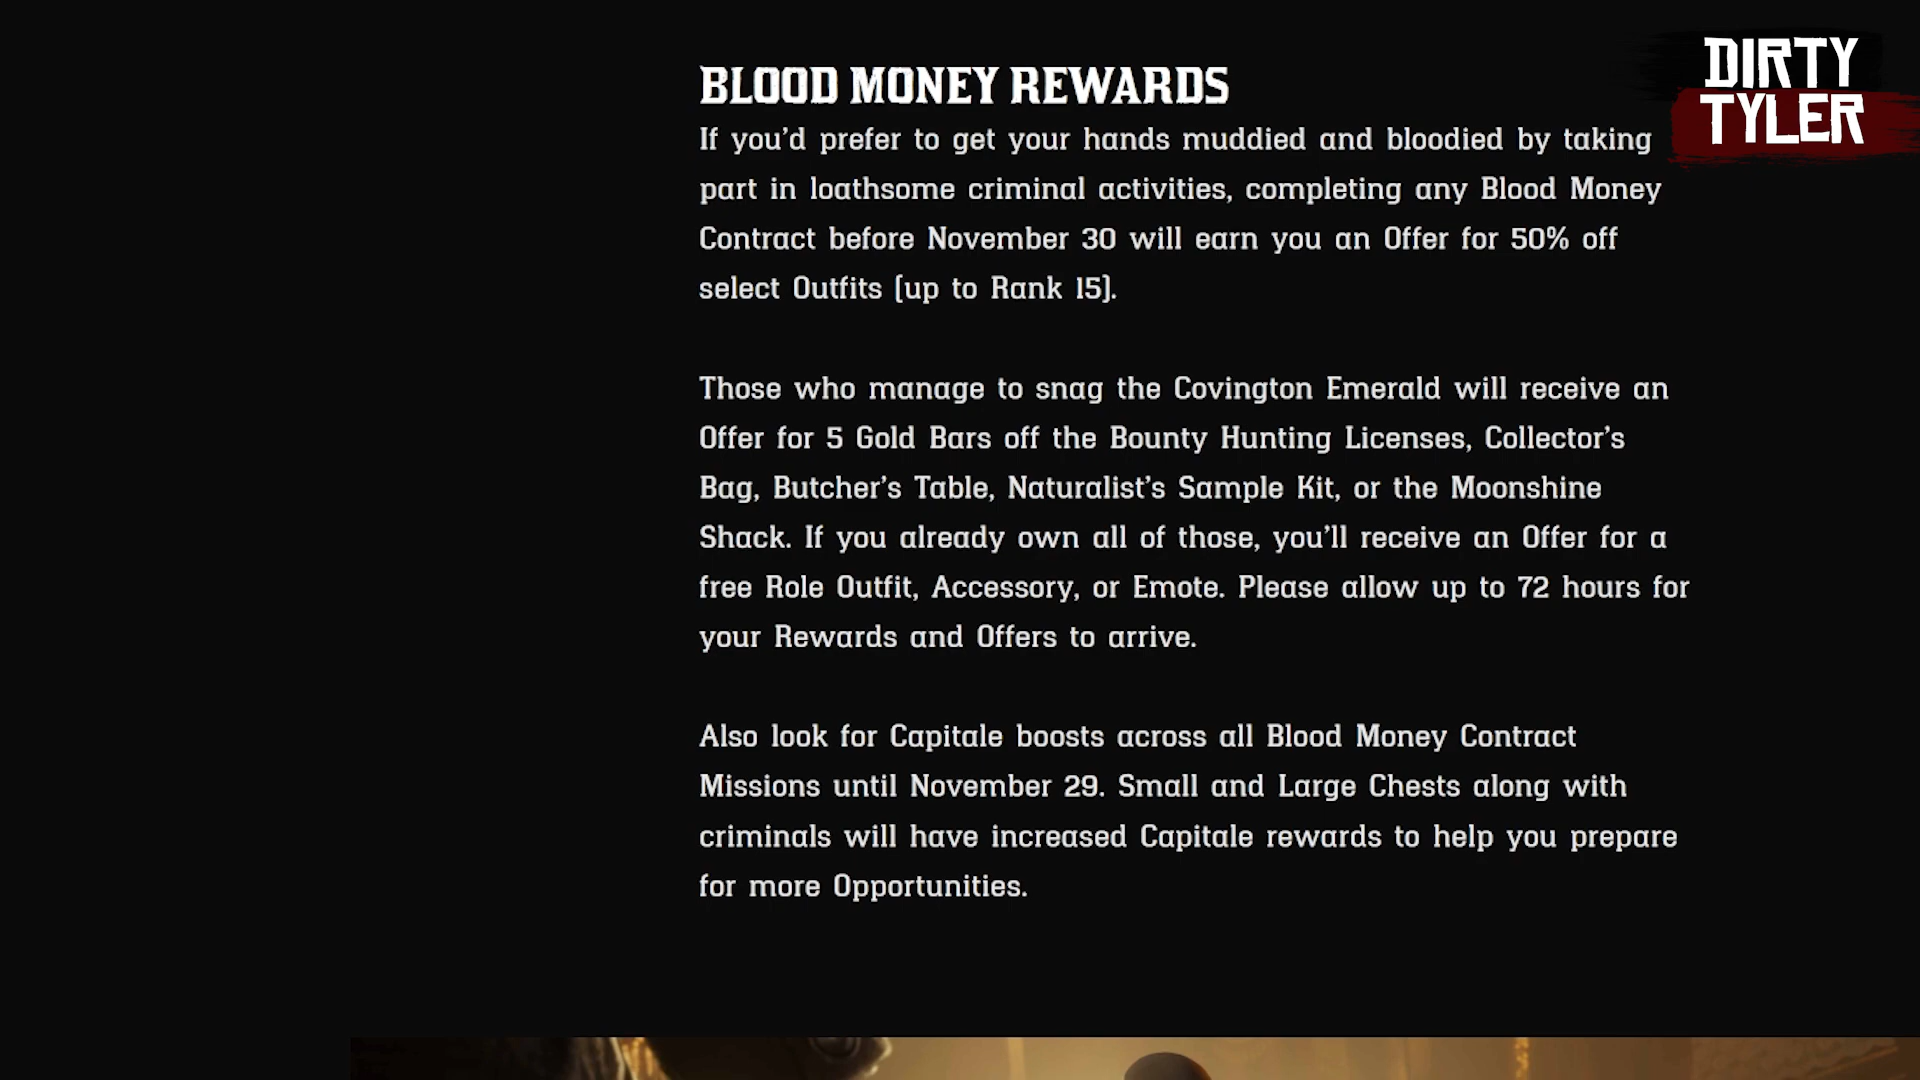 DIRTY
TYLER
BLOOD MONEY REWARDS
If you'd prefer to get your hands muddied and bloodied by taking
part in loathsome criminal activities, completing any Blood Money
Contract before November 30 will earn you an Offer for 50% off
select Outfits (up to Rank 15).
Those who manage to snag the Covington Emerald will receive an
Offer for 5 Gold Bars off the Bounty Hunting Licenses, Collector's
Bag, Butcher's Table, Naturalist's Sample Kit, or the Moonshine
Shack. If you already own all of those, you'll receive an Offer for a
free Role Outfit, Accessory, or Emote. Please allow up to 72 hours for
your Rewards and Offers to arrive.
Also look for Capitale boosts across all Blood Money Contract
Missions until November 29. Small and Large Chests along with
criminals will have increased Capitale rewards to help you prepare
for more Opportunities.